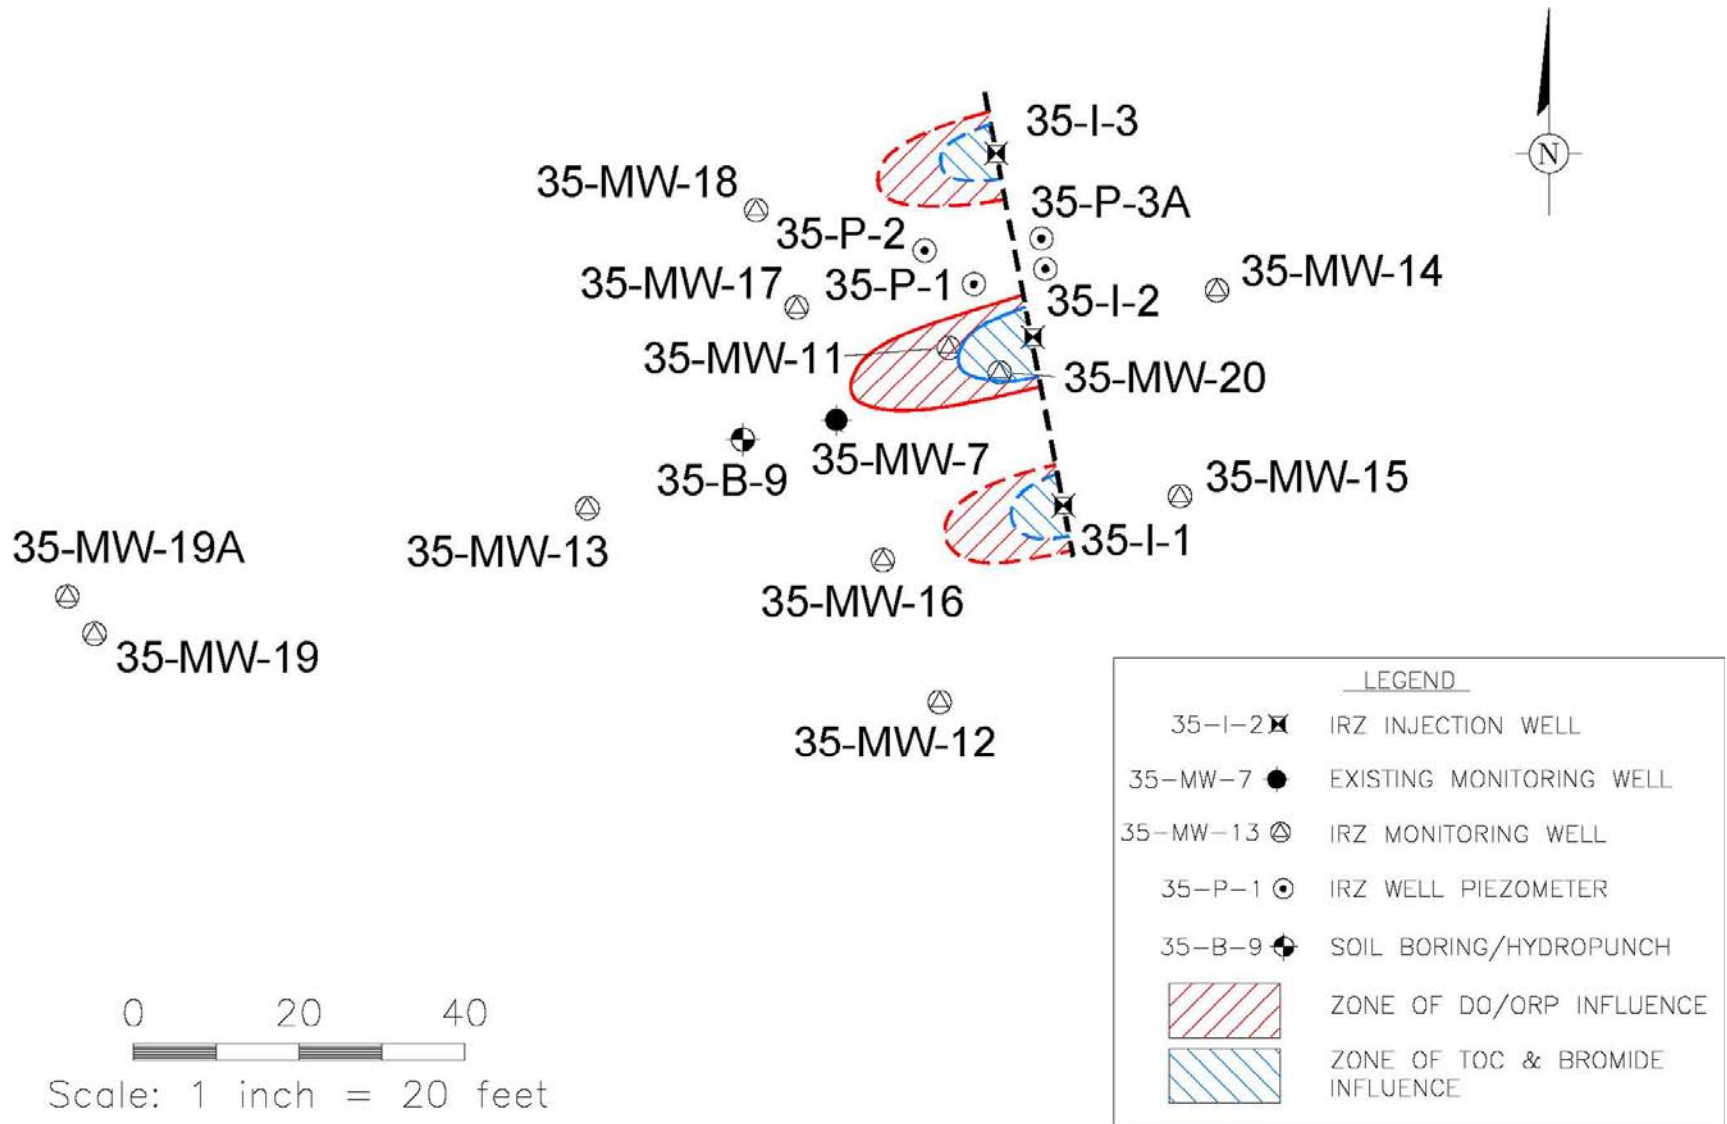 35-I-3
N
35-MW-18
35-P-3A
35-P-2
35-MW-17
35-P-1
35-MW-14
35-I-2
35-MW-11
35-MW-20
35-MW-7
35-B-9
35-MW-15
35-MW-19A
35-MW-13
35-I-1
35-MW-16
35-MW-19
35-MW-12
LEGEND
35-I-2 IRZ INJECTION WELL
35-MW-7 EXISTING MONITORING WELL
35-MW-13 IRZ MONITORING WELL
35-P-1 IRZ WELL PIEZOMETER
35-B-9 SOIL BORING/HYDROPUNCH
ZONE OF DO/ORP INFLUENCE
ZONE OF TOC & BROMIDE
INFLUENCE
0 20 40
Scale: 1 inch = 20 feet